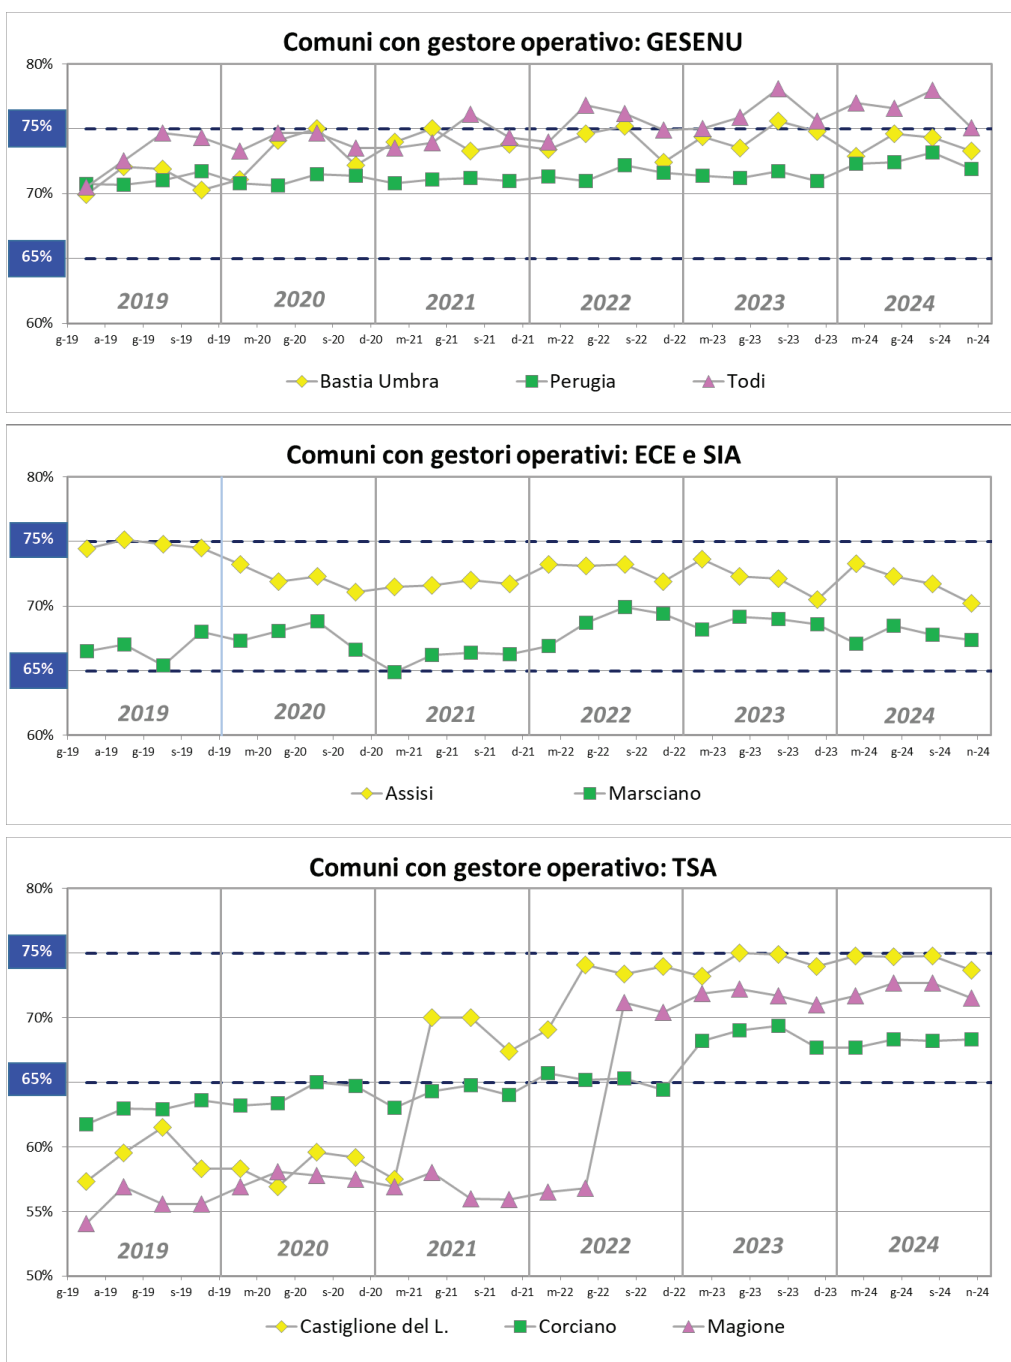 Comuni con gestore operativo: GESENU
80%
75%
70%
65%
60%
2019 2020 2021 2022 2023 2024
g-19 a-19 g-19 s-19 d-19 m-20 g-20 s-20 d-20 m-21 g-21 s-21 d-21 m-22 g-22 s-22 d-22 m-23 g-23 s-23 d-23 m-24 g-24 s-24 n-24
Bastia Umbra Perugia Todi
Comuni con gestori operativi: ECE e SIA
80%
75%
70%
65%
60%
2019 2020 2021 2022 2023 2024
g-19 a-19 g-19 s-19 d-19 m-20 g-20 s-20 d-20 m-21 g-21 s-21 d-21 m-22 g-22 s-22 d-22 m-23 g-23 s-23 d-23 m-24 g-24 s-24 n-24
Assisi Marsciano
Comuni con gestore operativo: TSA
80%
75%
70%
65%
60%
55%
50%
2019 2020 2021 2022 2023 2024
g-19 a-19 g-19 s-19 d-19 m-20 g-20 s-20 d-20 m-21 g-21 s-21 d-21 m-22 g-22 s-22 d-22 m-23 g-23 s-23 d-23 m-24 g-24 s-24 n-24
Castiglione del L. Corciano Magione